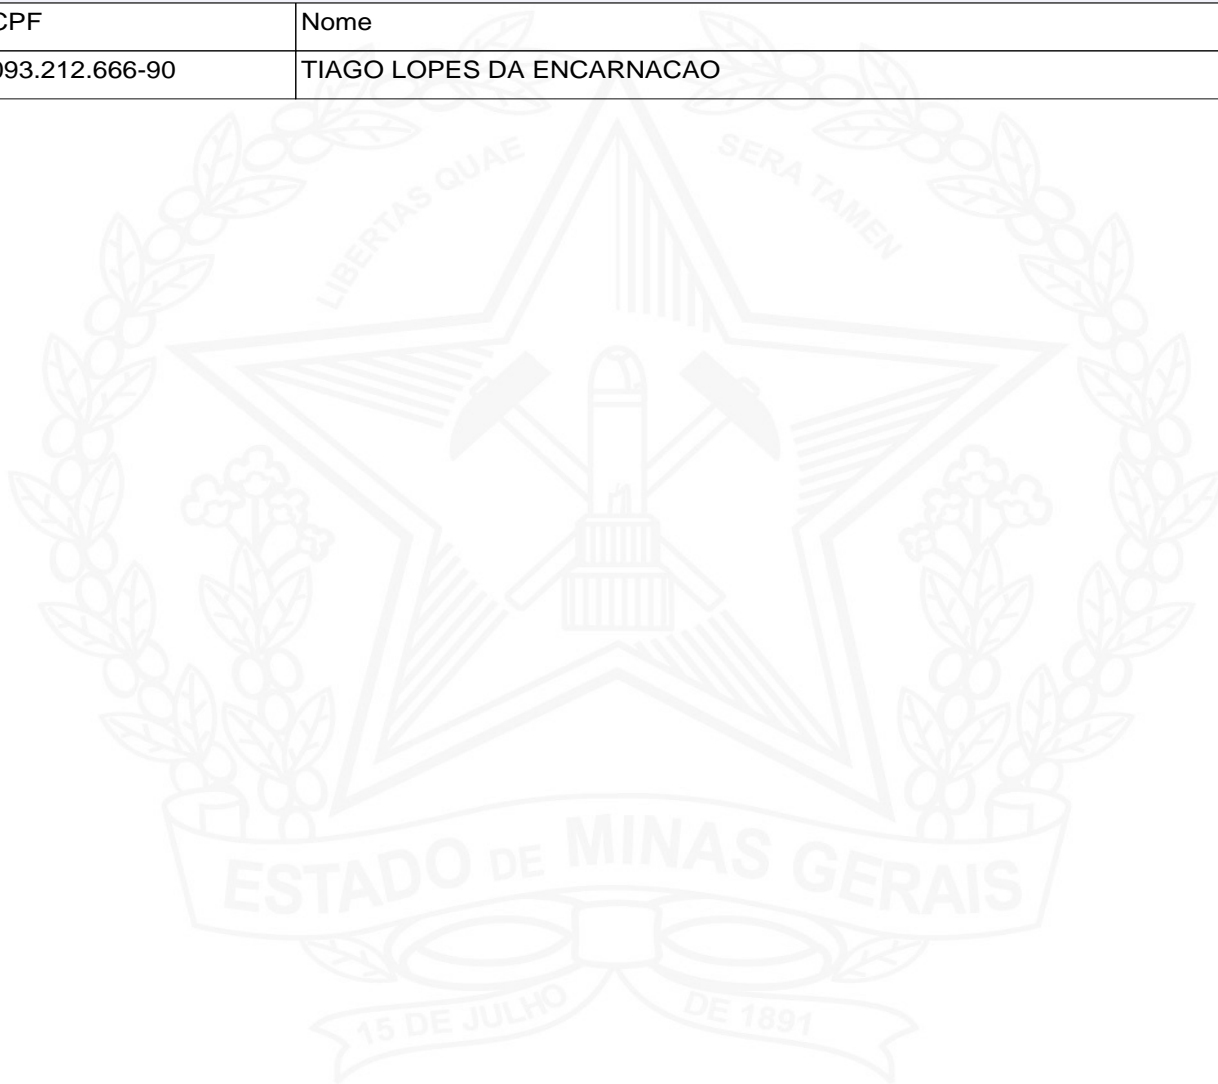 CPF Nome
093.212.666-90 TIAGO LOPES DA ENCARNACAO
LIBERTAS QUAE SERA TAMEN
ESTADO DE MINAS GERAIS
15 DE JULHO DE 1891